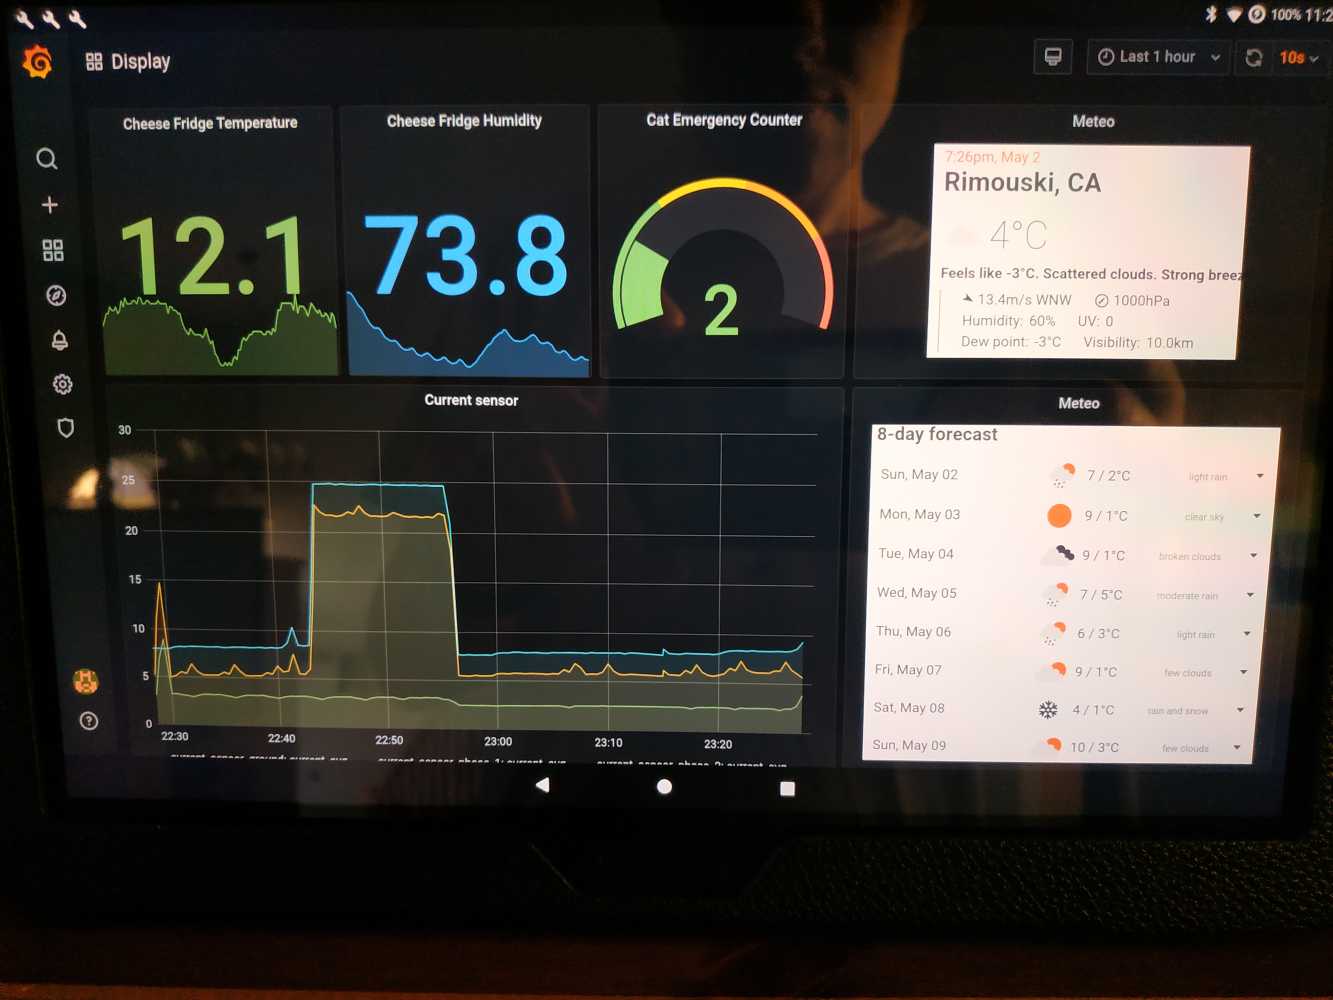 100% 11:2
Display
Last 1 hour
10s
Cheese Fridge Temperature
12.1
Cheese Fridge Humidity
73.8
Cat Emergency Counter
2
Meteo
7:26pm, May 2
Rimouski, CA
4°C
Feels like -3°C. Scattered clouds. Strong breez
13.4m/s WNW 1000hPa
Humidity: 60% UV: 0
Dew point: -3°C Visibility: 10.0km
Current sensor
30
25
20
15
10
5
0
22:30 22:40 22:50 23:00 23:10 23:20
Meteo
8-day forecast
Sun, May 02 7 / 2°C light rain
Mon, May 03 9 / 1°C clear sky
Tue, May 04 9 / 1°C broken clouds
Wed, May 05 7 / 5°C moderate rain
Thu, May 06 6 / 3°C light rain
Fri, May 07 9 / 1°C few clouds
Sat, May 08 4 / 1°C rain and snow
Sun, May 09 10 / 3°C few clouds